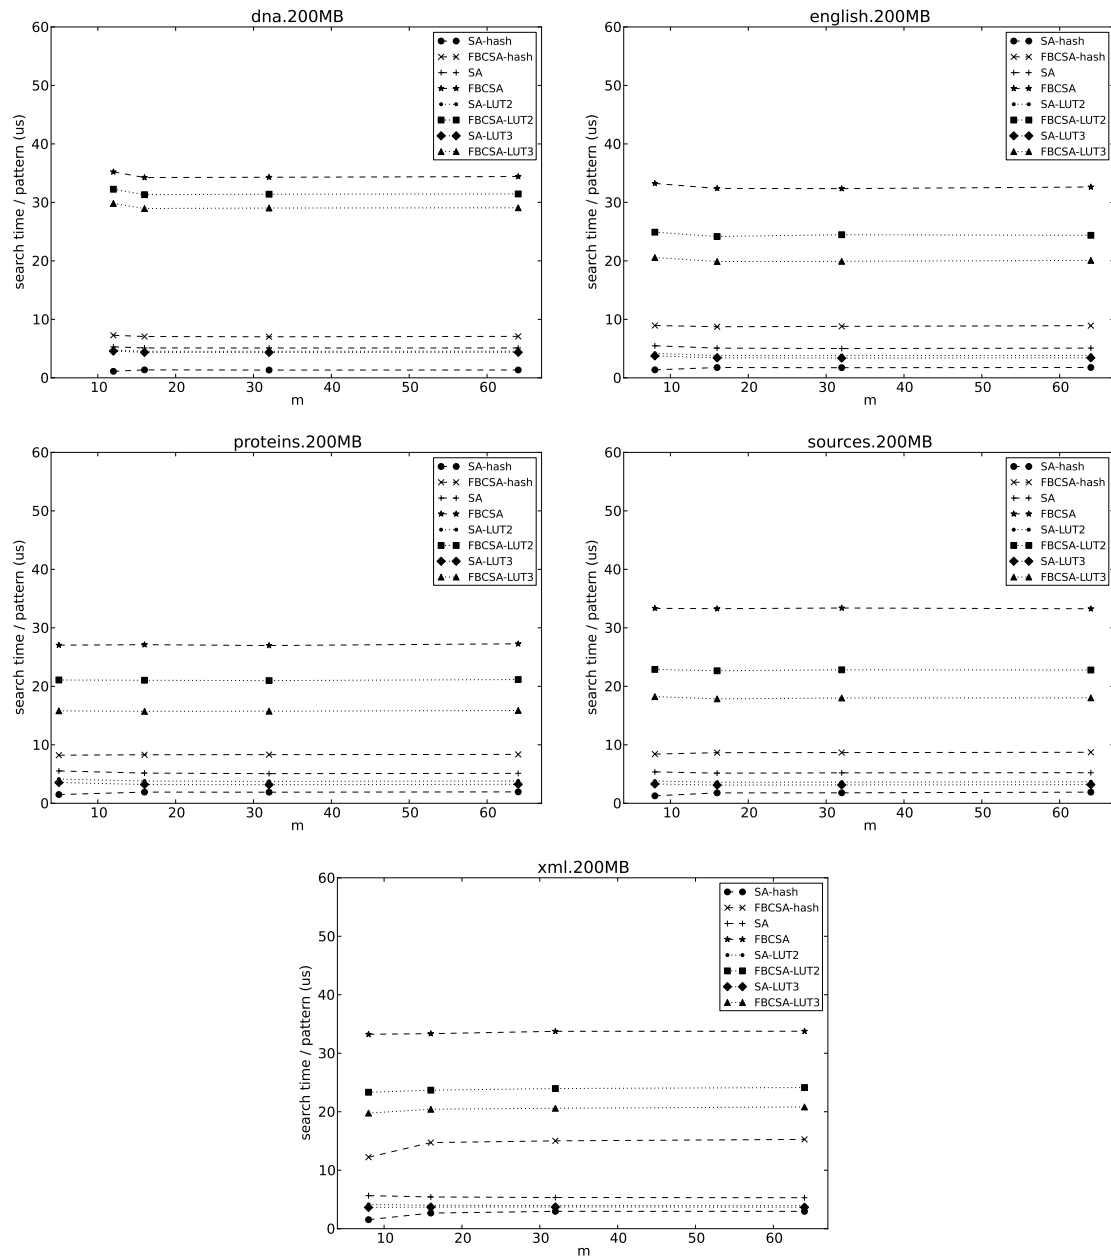 dna.200MB
60
50
40
30
20
10
0
search time / pattern (us)
10 20 30 40 50 60
m
SA-hash
FBCSA-hash
SA
FBCSA
SA-LUT2
FBCSA-LUT2
SA-LUT3
FBCSA-LUT3
english.200MB
60
50
40
30
20
10
0
search time / pattern (us)
10 20 30 40 50 60
m
SA-hash
FBCSA-hash
SA
FBCSA
SA-LUT2
FBCSA-LUT2
SA-LUT3
FBCSA-LUT3
proteins.200MB
60
50
40
30
20
10
0
search time / pattern (us)
10 20 30 40 50 60
m
SA-hash
FBCSA-hash
SA
FBCSA
SA-LUT2
FBCSA-LUT2
SA-LUT3
FBCSA-LUT3
sources.200MB
60
50
40
30
20
10
0
search time / pattern (us)
10 20 30 40 50 60
m
SA-hash
FBCSA-hash
SA
FBCSA
SA-LUT2
FBCSA-LUT2
SA-LUT3
FBCSA-LUT3
xml.200MB
60
50
40
30
20
10
0
search time / pattern (us)
10 20 30 40 50 60
m
SA-hash
FBCSA-hash
SA
FBCSA
SA-LUT2
FBCSA-LUT2
SA-LUT3
FBCSA-LUT3